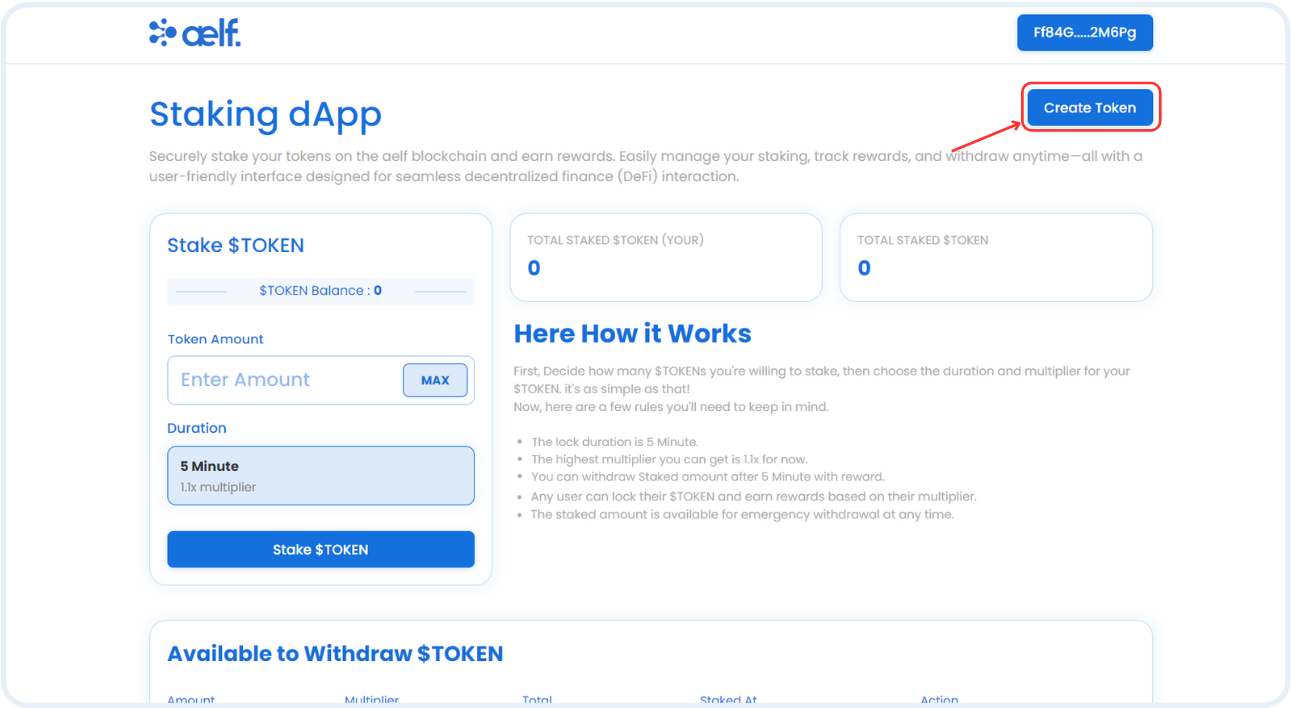 aelf.
Ff84G.....2M6Pg
Staking dApp
Create Token
Securely stake your tokens on the aelf blockchain and earn rewards. Easily manage your staking, track rewards, and withdraw anytime—all with a
user-friendly interface designed for seamless decentralized finance (DeFi) interaction.
Stake $TOKEN
$TOKEN Balance : 0
Token Amount
Enter Amount
MAX
Duration
5 Minute
1.1x multiplier
Stake $TOKEN
TOTAL STAKED $TOKEN (YOUR)
0
TOTAL STAKED $TOKEN
0
Here How it Works
First, Decide how many $TOKENs you're willing to stake, then choose the duration and multiplier for your
$TOKEN. it's as simple as that!
Now, here are a few rules you'll need to keep in mind.
• The lock duration is 5 Minute.
• The highest multiplier you can get is 1.1x for now.
• You can withdraw Staked amount after 5 Minute with reward.
• Any user can lock their $TOKEN and earn rewards based on their multiplier.
• The staked amount is available for emergency withdrawal at any time.
Available to Withdraw $TOKEN
Amount Multiplier Total Staked At Action